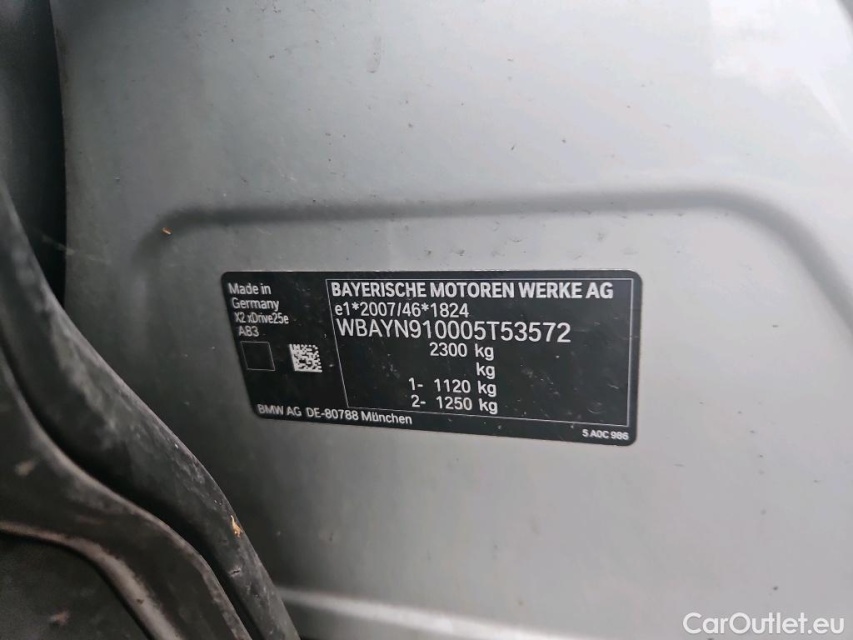 Made in
Germany
X2 xDrive25e
A83
BAYERISCHE MOTOREN WERKE AG
e1*2007/46*1824
WBAYN910005T53572
2300 kg
kg
1- 1120 kg
2- 1250 kg
BMW AG DE-80788 München
5 A0C 986
CarOutlet.eu